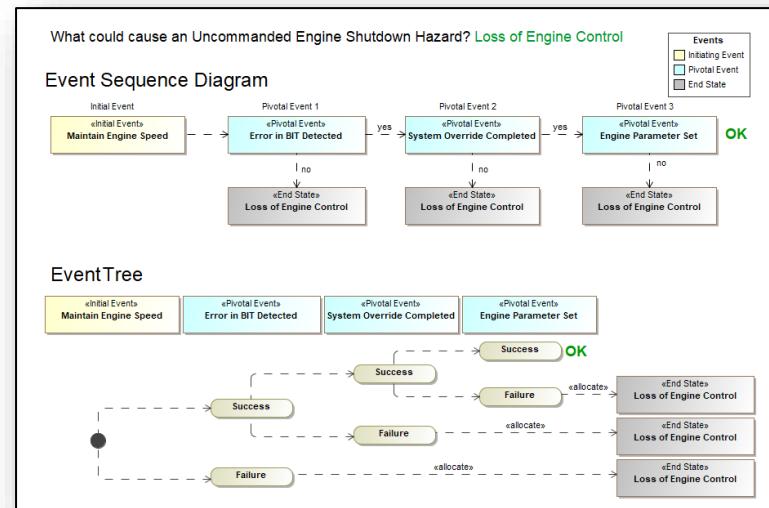 What could cause an Uncommanded Engine Shutdown Hazard? Loss of Engine Control
Events
Initiating Event
Pivotal Event
End State
Event Sequence Diagram
Initial Event
Pivotal Event 1
Pivotal Event 2
Pivotal Event 3
«Initial Event»
Maintain Engine Speed
«Pivotal Event»
Error in BIT Detected
yes
«Pivotal Event»
System Override Completed
yes
«Pivotal Event»
Engine Parameter Set
OK
no
no
no
«End State»
Loss of Engine Control
«End State»
Loss of Engine Control
«End State»
Loss of Engine Control
EventTree
«Initial Event»
Maintain Engine Speed
«Pivotal Event»
Error in BIT Detected
«Pivotal Event»
System Override Completed
«Pivotal Event»
Engine Parameter Set
Success
OK
Success
Failure
«allocate»
«End State»
Loss of Engine Control
Success
Failure
«allocate»
«End State»
Loss of Engine Control
Failure
«allocate»
«End State»
Loss of Engine Control